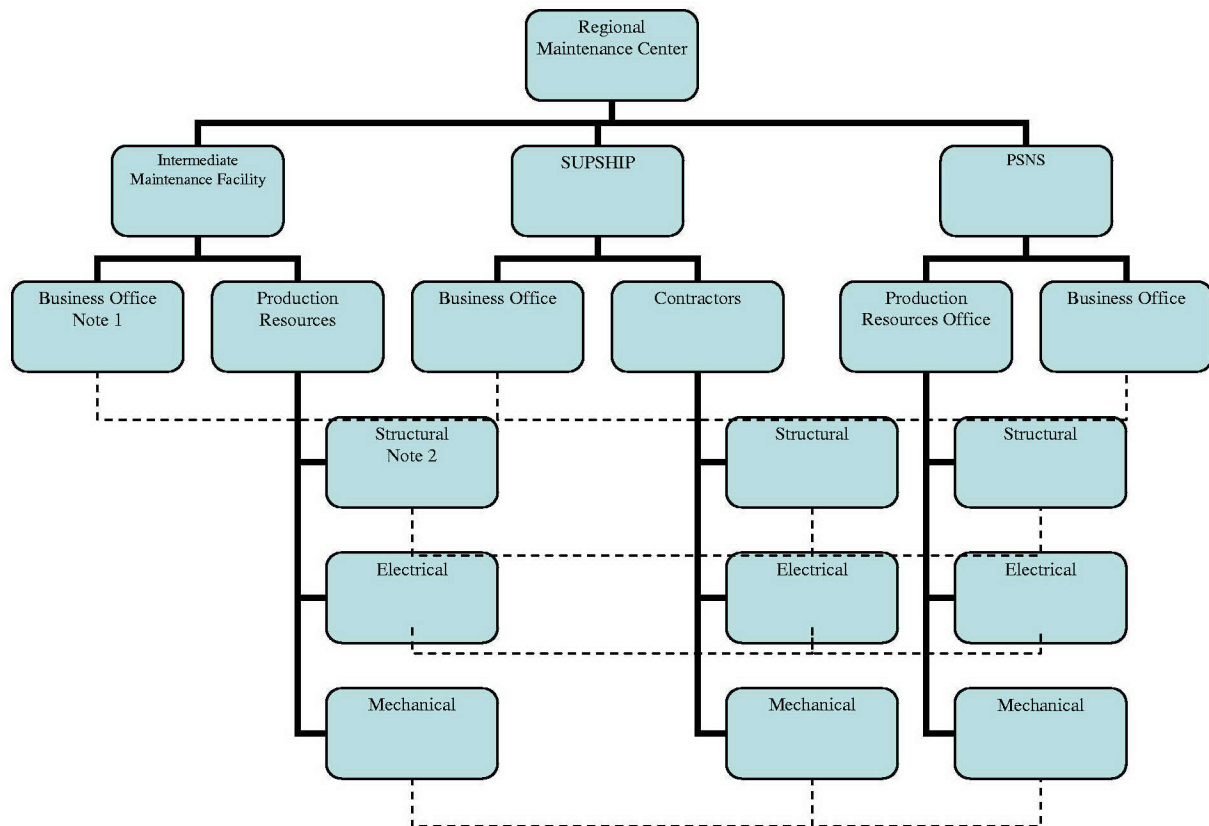 Regional
Maintenance Center
Intermediate
Maintenance Facility
SUPSHIP
PSNS
Business Office
Note 1
Production
Resources
Business Office
Contractors
Production
Resources Office
Business Office
Structural
Note 2
Structural
Structural
Electrical
Electrical
Electrical
Mechanical
Mechanical
Mechanical